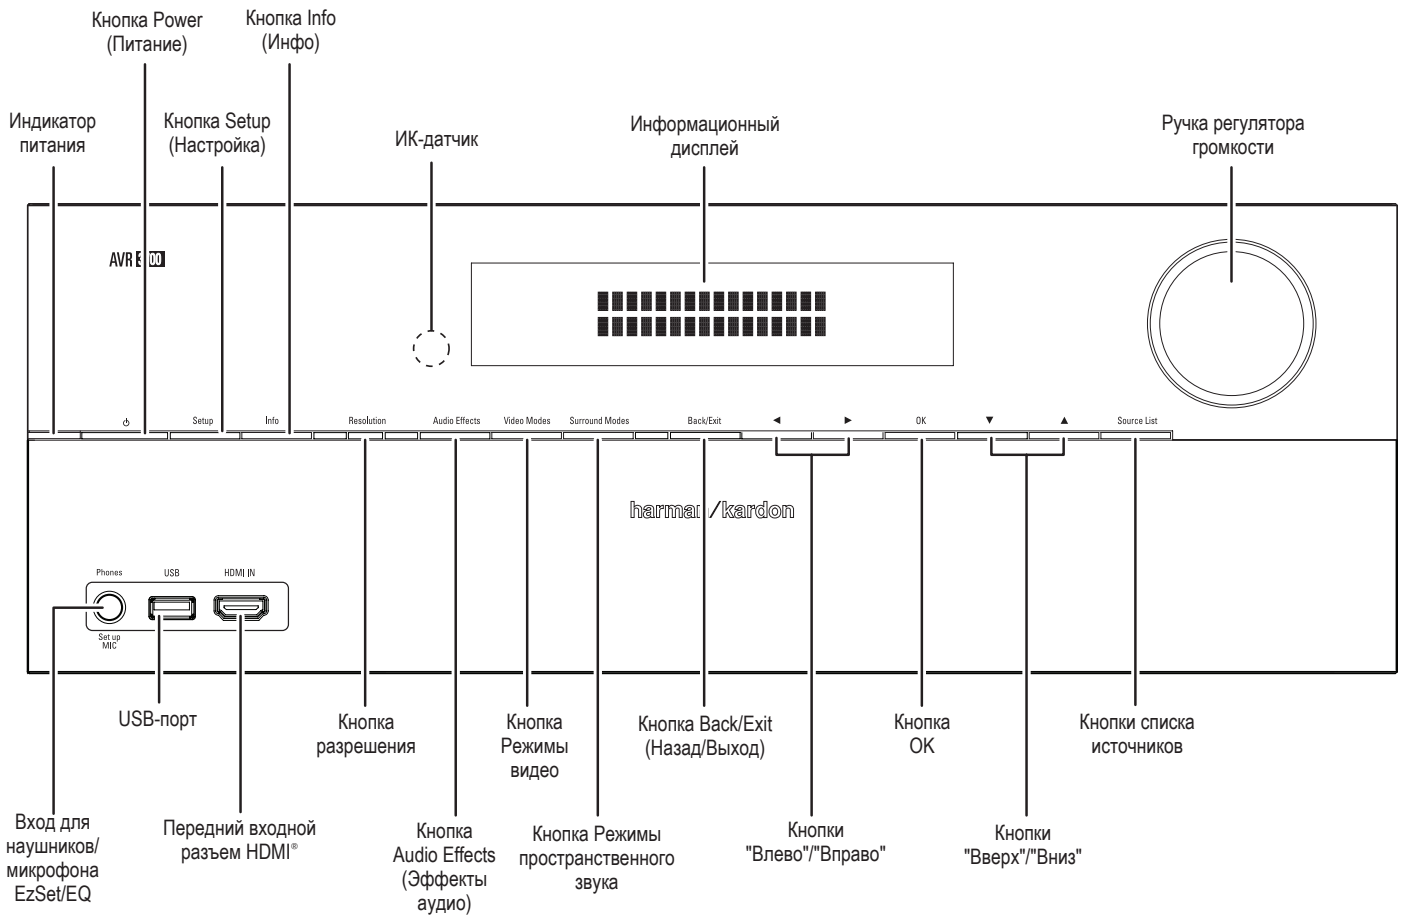 Кнопка Power
(Питание)
Кнопка Info
(Инфо)
Индикатор
питания
Кнопка Setup
(Настройка)
ИК-датчик
Информационный
дисплей
Ручка регулятора
громкости
AVR
Setup
Info
Resolution
Audio Effects
Video Modes
Surround Modes
Back/Exit
OK
Source List
harman/kardon
Phones
USB
HDMI IN
Set up
MIC
USB-порт
Кнопка
разрешения
Кнопка
Режимы
видео
Кнопка Back/Exit
(Назад/Выход)
Кнопка
OK
Кнопки списка
источников
Вход для
наушников/
микрофона
EzSet/EQ
Передний входной
разъем HDMI®
Кнопка
Audio Effects
(Эффекты
аудио)
Кнопка Режимы
пространственного
звука
Кнопки
"Влево"/"Вправо"
Кнопки
"Вверх"/"Вниз"